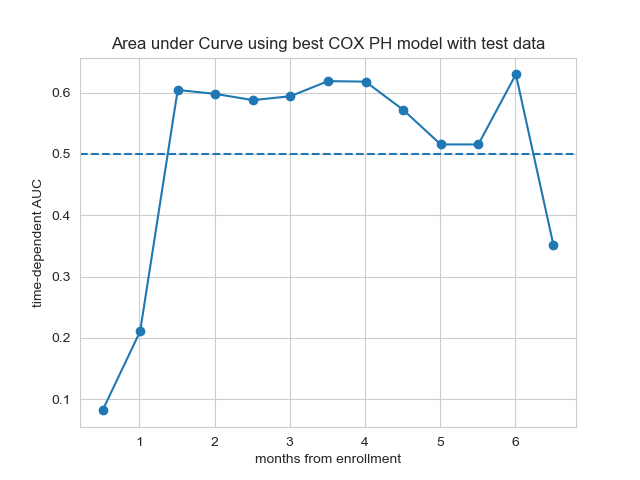 Area under Curve using best COX PH model with test data
time-dependent AUC
0.6
0.5
0.4
0.3
0.2
0.1
1 2 3 4 5 6
months from enrollment